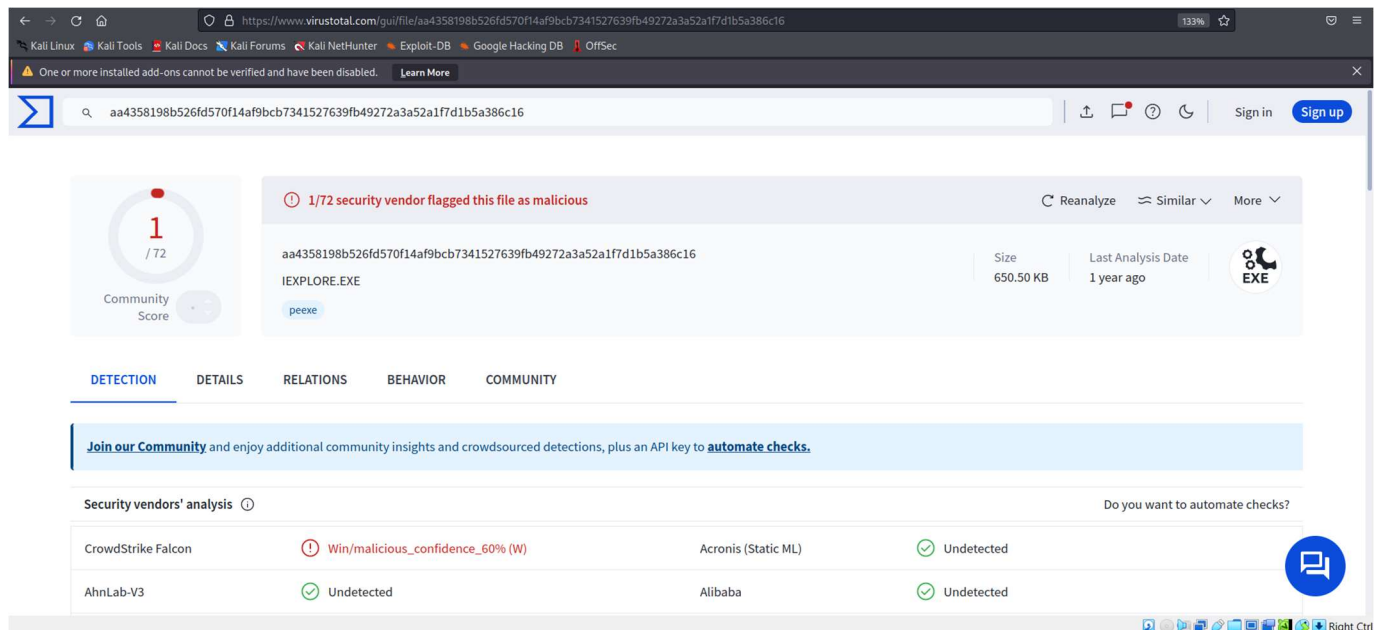 https://www.virustotal.com/gui/file/aa4358198b526fd570f14af9bcb7341527639fb49272a3a52a1f7d1b5a386c16
133%
Kali Linux Kali Tools Kali Docs Kali Forums Kali NetHunter Exploit-DB Google Hacking DB OffSec
One or more installed add-ons cannot be verified and have been disabled. Learn More
aa4358198b526fd570f14af9bcb7341527639fb49272a3a52a1f7d1b5a386c16
Sign in Sign up
1
/ 72
Community
Score
1/72 security vendor flagged this file as malicious
Reanalyze Similar More
aa4358198b526fd570f14af9bcb7341527639fb49272a3a52a1f7d1b5a386c16
IEXPLORE.EXE
peexe
Size
650.50 KB
Last Analysis Date
1 year ago
EXE
DETECTION DETAILS RELATIONS BEHAVIOR COMMUNITY
Join our Community and enjoy additional community insights and crowdsourced detections, plus an API key to automate checks.
Security vendors' analysis Do you want to automate checks?
CrowdStrike Falcon Win/malicious_confidence_60% (W) Acronis (Static ML) Undetected
AhnLab-V3 Undetected Alibaba Undetected
Right Ctrl